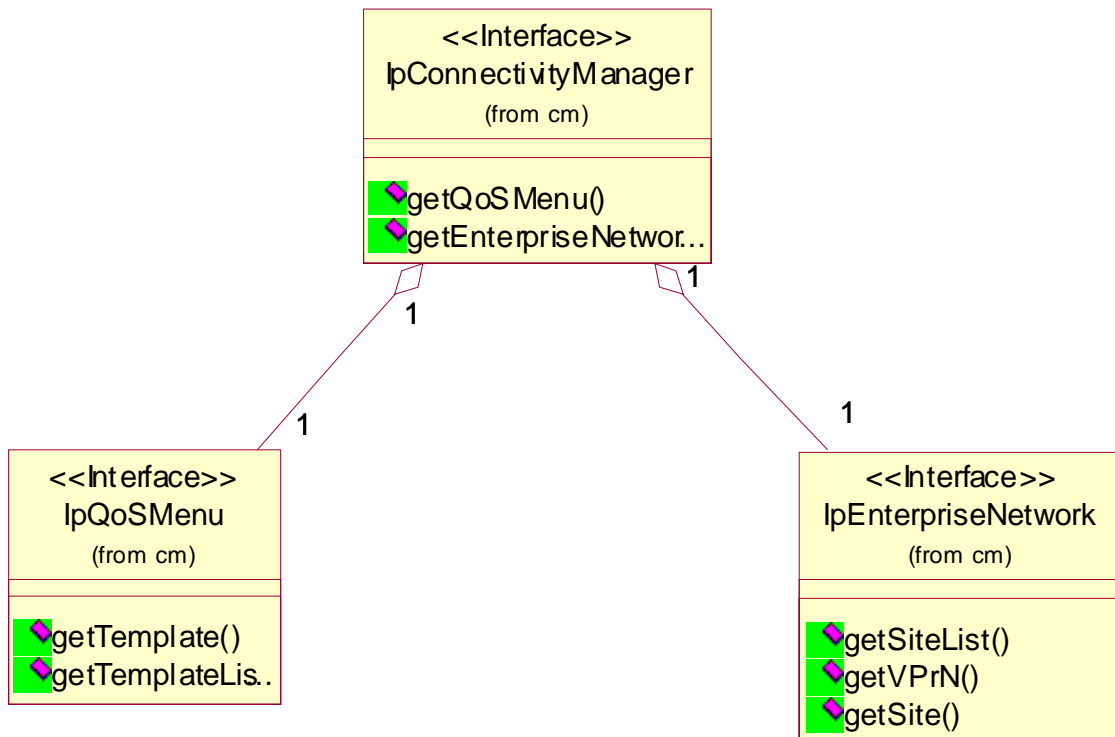 <<Interface>>
IpConnectivityManager
(from cm)
getQoSMenu()
getEnterpriseNetwor...
1
1
1
1
<<Interface>>
IpQoSMenu
(from cm)
getTemplate()
getTemplateLis..
<<Interface>>
IpEnterpriseNetwork
(from cm)
getSiteList()
getVPrN()
getSite()